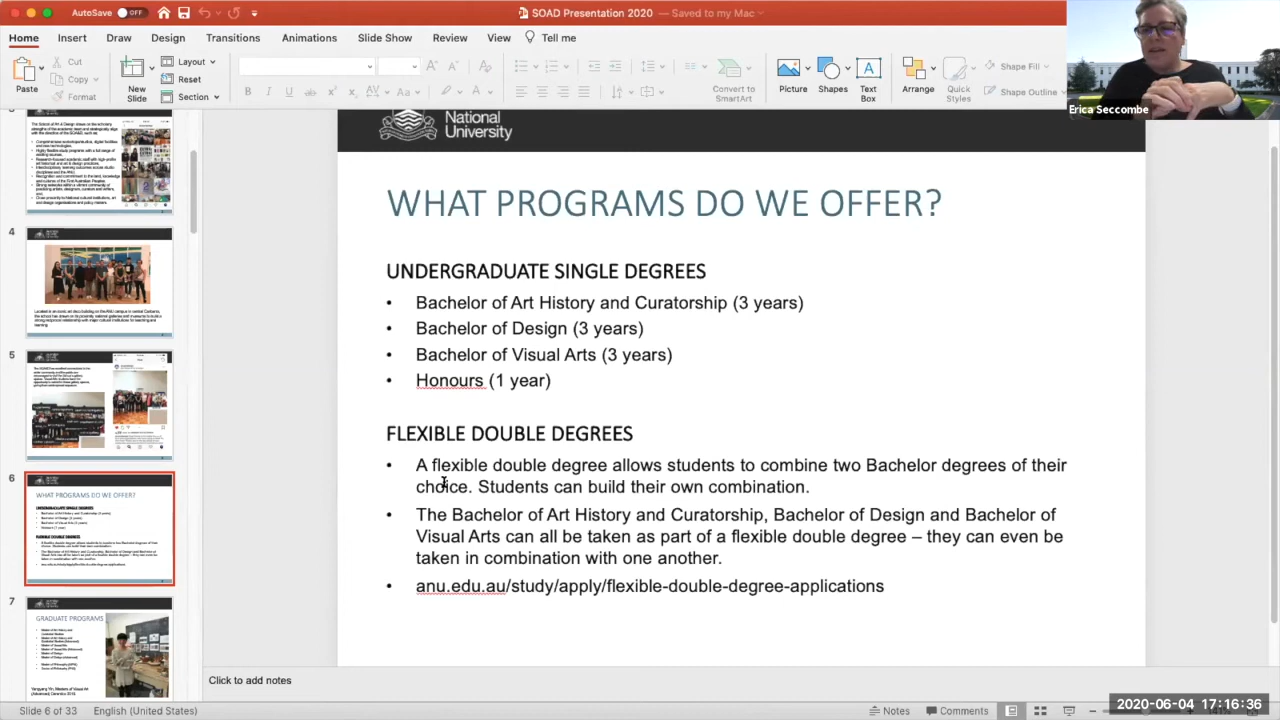 AutoSave OFF
SOAD Presentation 2020 — Saved to my Mac
Home Insert Draw Design Transitions Animations Slide Show Review View Tell me
Paste
Cut
Copy
Format
New Slide
Layout
Reset
Section
Convert to SmartArt
Picture
Shapes
Text Box
Arrange
Quick Styles
Shape Fill
Shape Outline
Erica Seccombe
4
5
6
WHAT PROGRAMS DO WE OFFER?
7
GRADUATE PROGRAMS
National
University
WHAT PROGRAMS DO WE OFFER?
UNDERGRADUATE SINGLE DEGREES
• Bachelor of Art History and Curatorship (3 years)
• Bachelor of Design (3 years)
• Bachelor of Visual Arts (3 years)
• Honours (1 year)
FLEXIBLE DOUBLE DEGREES
• A flexible double degree allows students to combine two Bachelor degrees of their
choice. Students can build their own combination.
• The Bachelor of Art History and Curatorship, Bachelor of Design and Bachelor of
Visual Arts can all be taken as part of a flexible double degree – they can even be
taken in combination with one another.
• anu.edu.au/study/apply/flexible-double-degree-applications
Click to add notes
Slide 6 of 33
English (United States)
Notes
Comments
2020-06-04 17:16:36